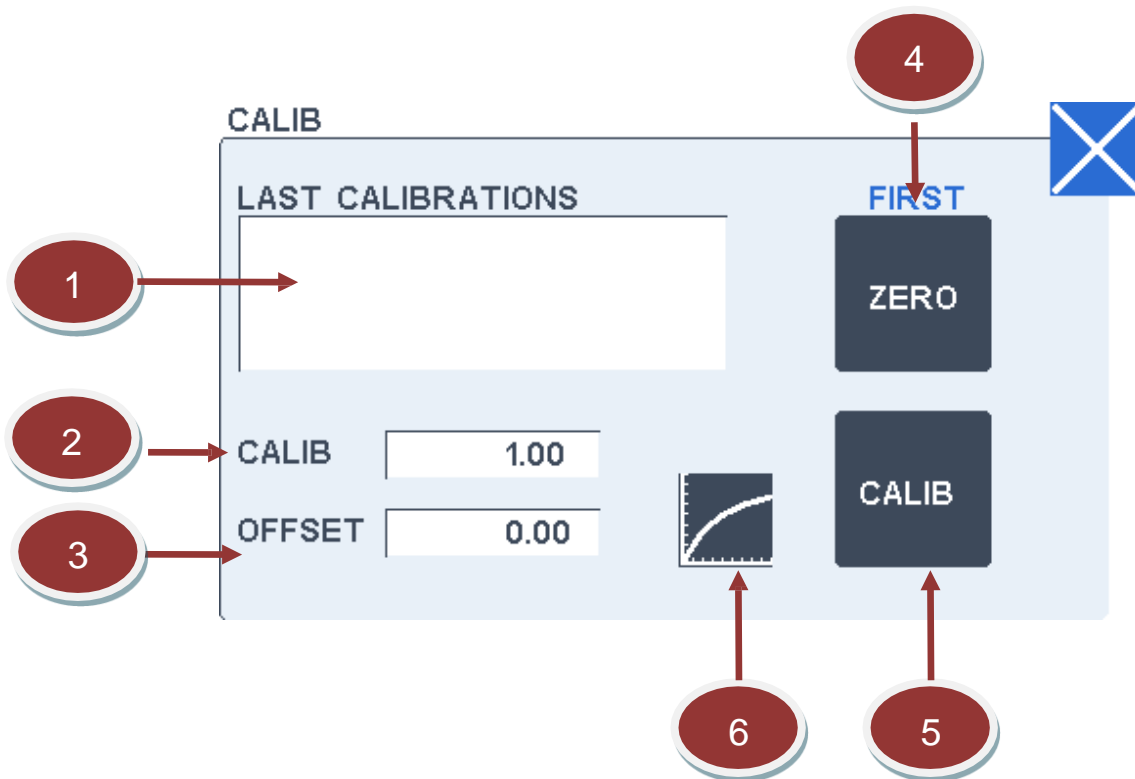 4
CALIB
LAST CALIBRATIONS
FIRST
1
ZERO
2
CALIB
1.00
CALIB
3
OFFSET
0.00
6
5